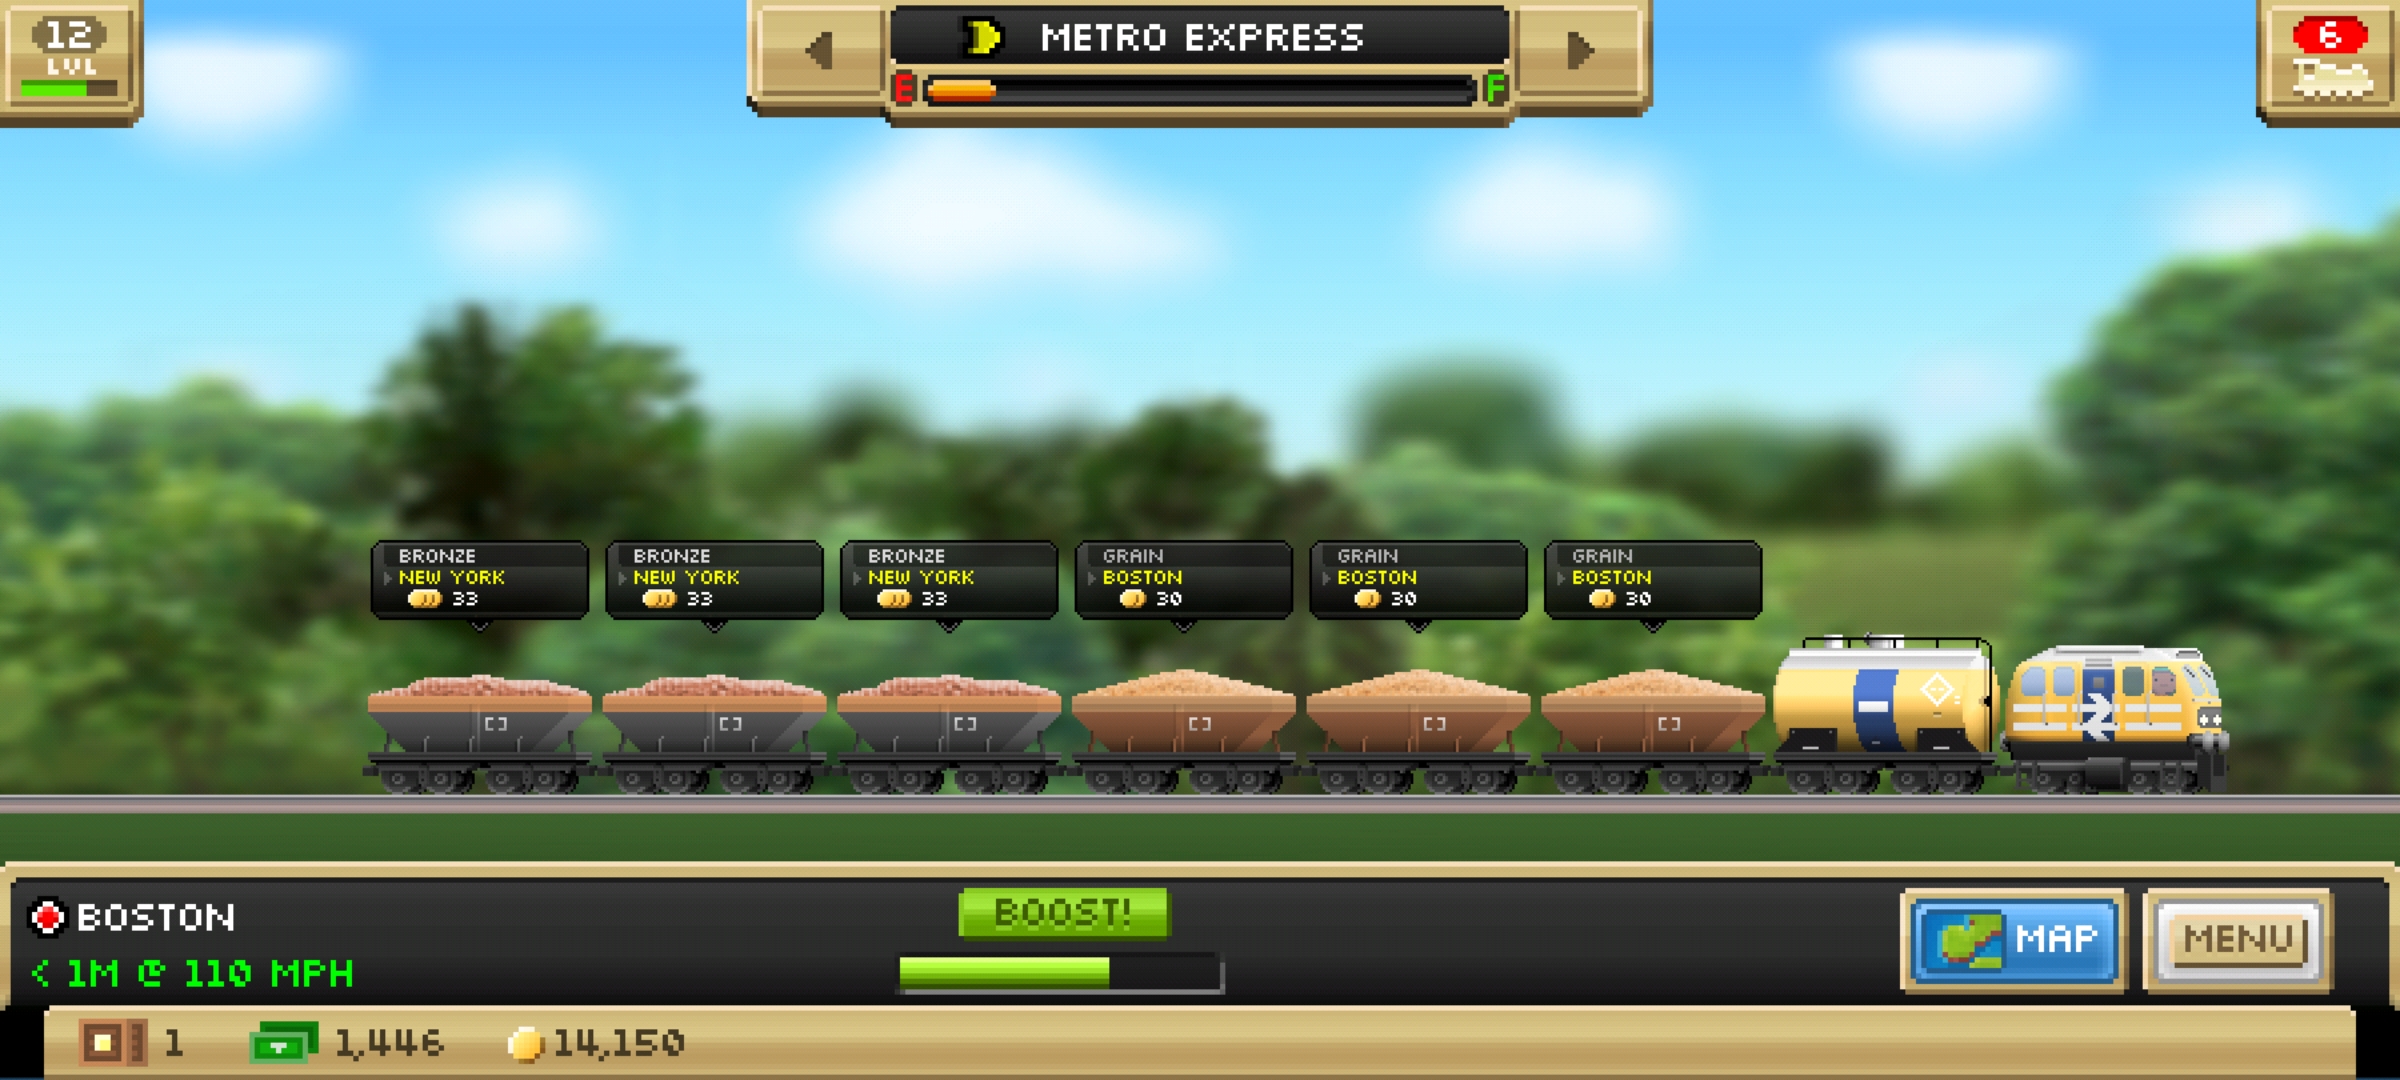 12
LVL
METRO EXPRESS
E
F
6
BRONZE
NEW YORK
33
BRONZE
NEW YORK
33
BRONZE
NEW YORK
33
GRAIN
BOSTON
30
GRAIN
BOSTON
30
GRAIN
BOSTON
30
BOSTON
< 1M @ 110 MPH
BOOST!
MAP
MENU
1
1,446
14,150